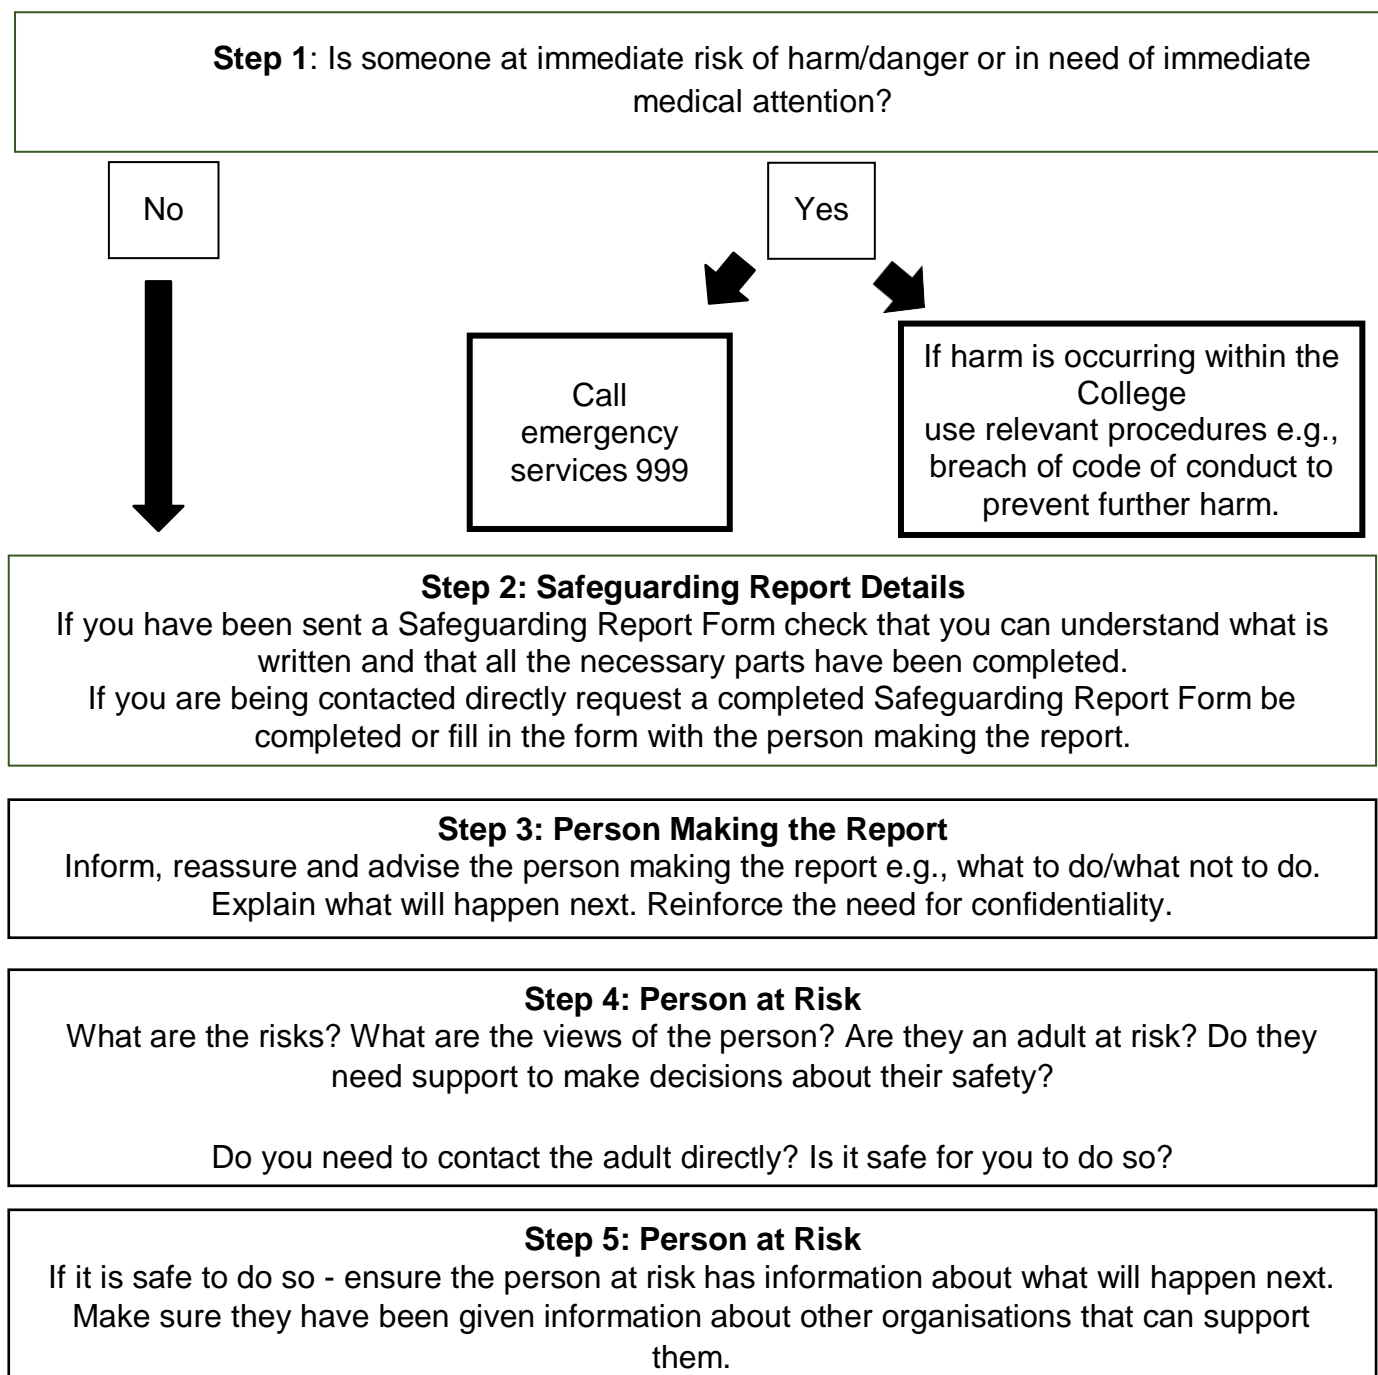 Step 1: Is someone at immediate risk of harm/danger or in need of immediate
medical attention?
No
Yes
Call
emergency
services 999
If harm is occurring within the
College
use relevant procedures e.g.,
breach of code of conduct to
prevent further harm.
Step 2: Safeguarding Report Details
If you have been sent a Safeguarding Report Form check that you can understand what is
written and that all the necessary parts have been completed.
If you are being contacted directly request a completed Safeguarding Report Form be
completed or fill in the form with the person making the report.
Step 3: Person Making the Report
Inform, reassure and advise the person making the report e.g., what to do/what not to do.
Explain what will happen next. Reinforce the need for confidentiality.
Step 4: Person at Risk
What are the risks? What are the views of the person? Are they an adult at risk? Do they
need support to make decisions about their safety?
Do you need to contact the adult directly? Is it safe for you to do so?
Step 5: Person at Risk
If it is safe to do so - ensure the person at risk has information about what will happen next.
Make sure they have been given information about other organisations that can support
them.